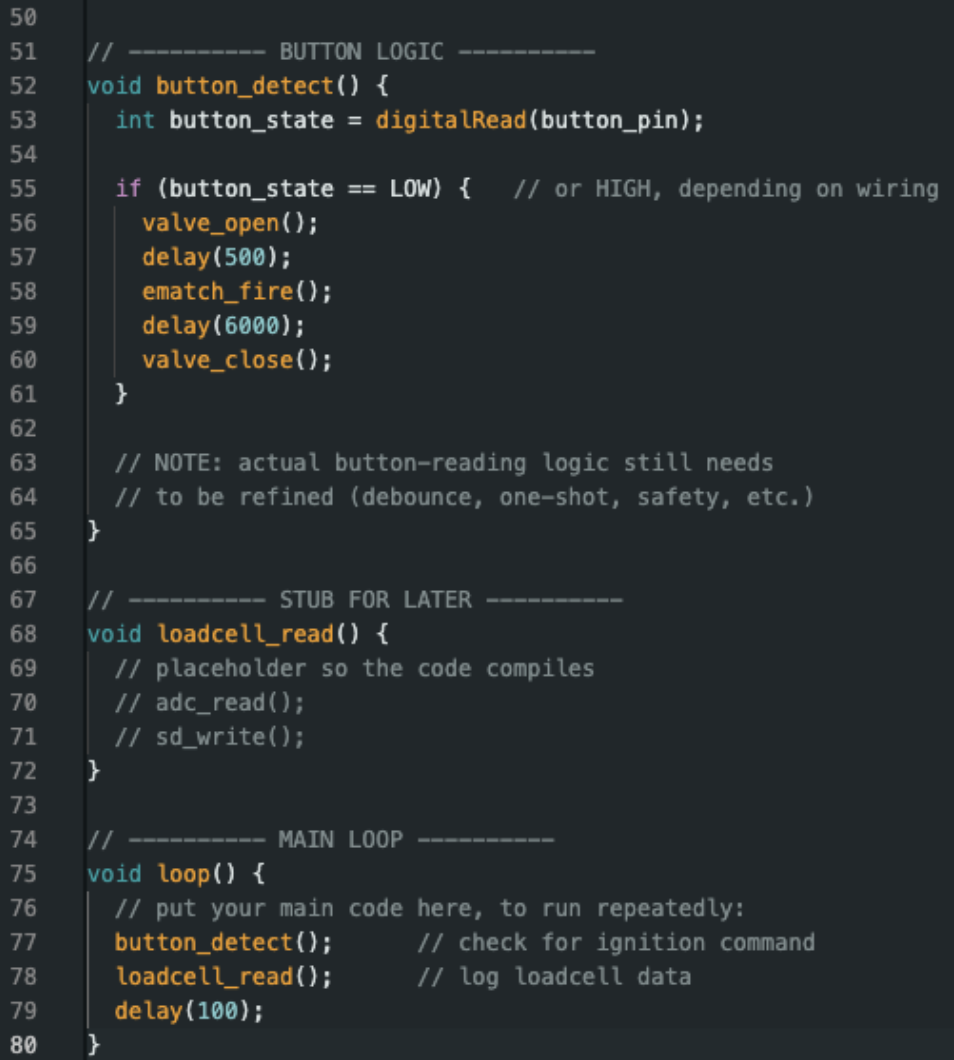 50
51 // ---------- BUTTON LOGIC ----------
52 void button_detect() {
53 int button_state = digitalRead(button_pin);
54
55 if (button_state == LOW) { // or HIGH, depending on wiring
56 valve_open();
57 delay(500);
58 ematch_fire();
59 delay(6000);
60 valve_close();
61 }
62
63 // NOTE: actual button-reading logic still needs
64 // to be refined (debounce, one-shot, safety, etc.)
65 }
66
67 // ---------- STUB FOR LATER ----------
68 void loadcell_read() {
69 // placeholder so the code compiles
70 // adc_read();
71 // sd_write();
72 }
73
74 // ---------- MAIN LOOP ----------
75 void loop() {
76 // put your main code here, to run repeatedly:
77 button_detect(); // check for ignition command
78 loadcell_read(); // log loadcell data
79 delay(100);
80 }